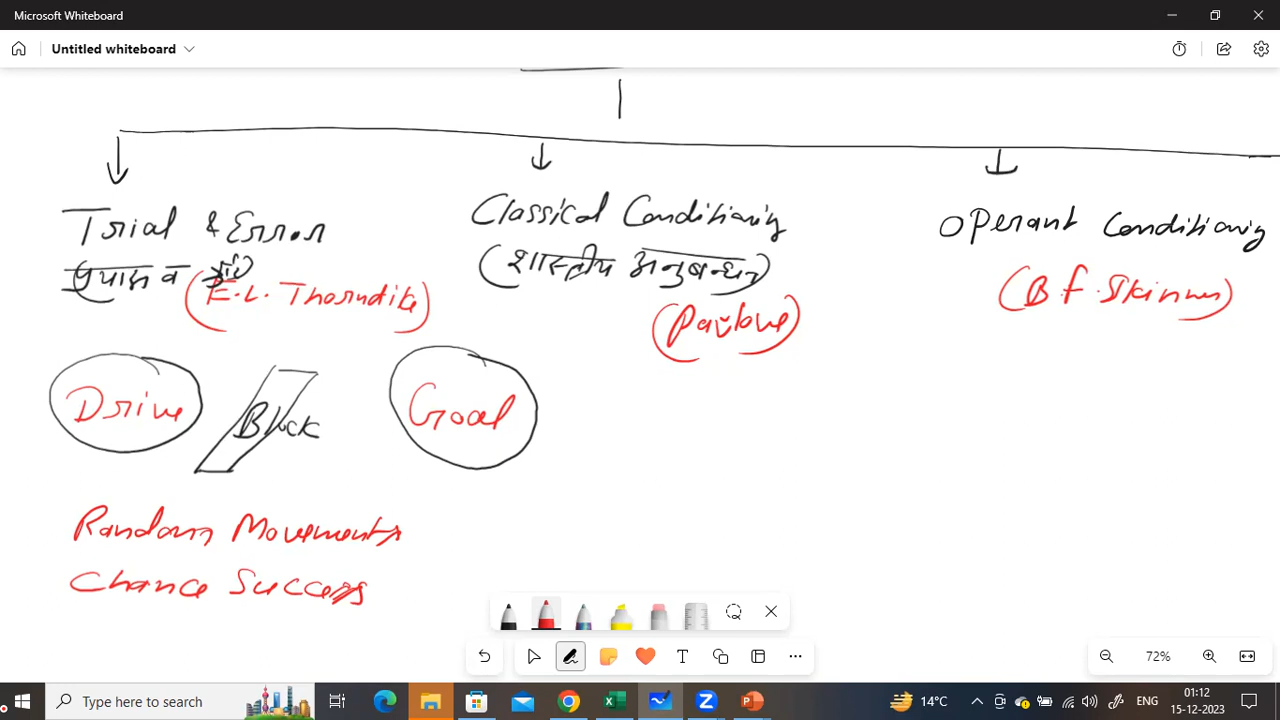 Microsoft Whiteboard
Untitled whiteboard
Trial & Error
Classical Conditioning
Operant Conditioning
प्रयास व
(शास्त्रीय अनुबन्धन)
(E.L. Thorndike)
(Pavlove)
(B.f. Skinner)
Drive
Block
Goal
Random Movements
Chance Success
72%
Type here to search
14°C
ENG
01:12
15-12-2023